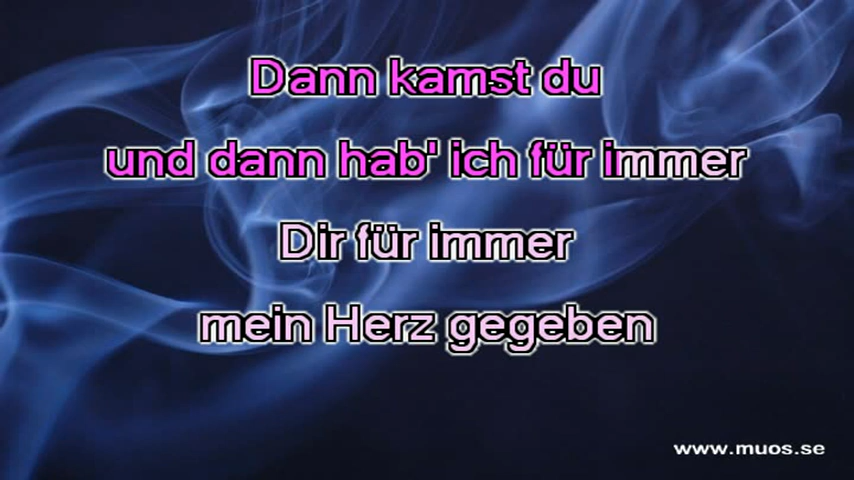 Dann kamst du
und dann hab' ich für immer
Dir für immer
mein Herz gegeben
www.muos.se